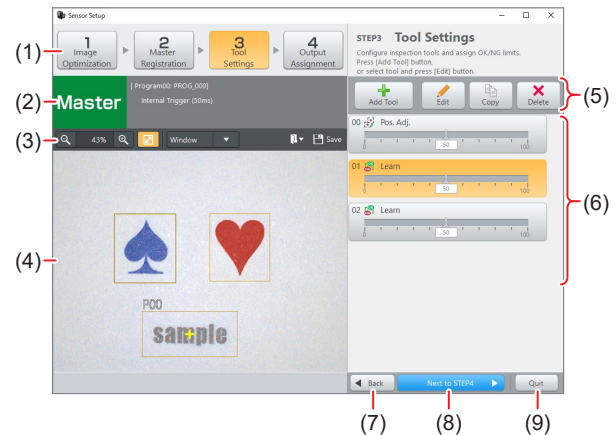 Sensor Setup
(1)
1
Image
Optimization
2
Master
Registration
3
Tool
Settings
4
Output
Assignment
STEP3 Tool Settings
Configure inspection tools and assign OK/NG limits.
Press [Add Tool] button,
or select tool and press [Edit] button.
(2)
Master
[ Program00: PROG_000]
Internal Trigger (50ms)
Add Tool
Edit
Copy
Delete
(5)
(3)
43%
Window
Save
00 Pos. Adj.
0 50 100
01 Learn
0 50 100
02 Learn
0 50 100
(6)
(4)
P00
sample
Back
Next to STEP4
Quit
(7)
(8)
(9)